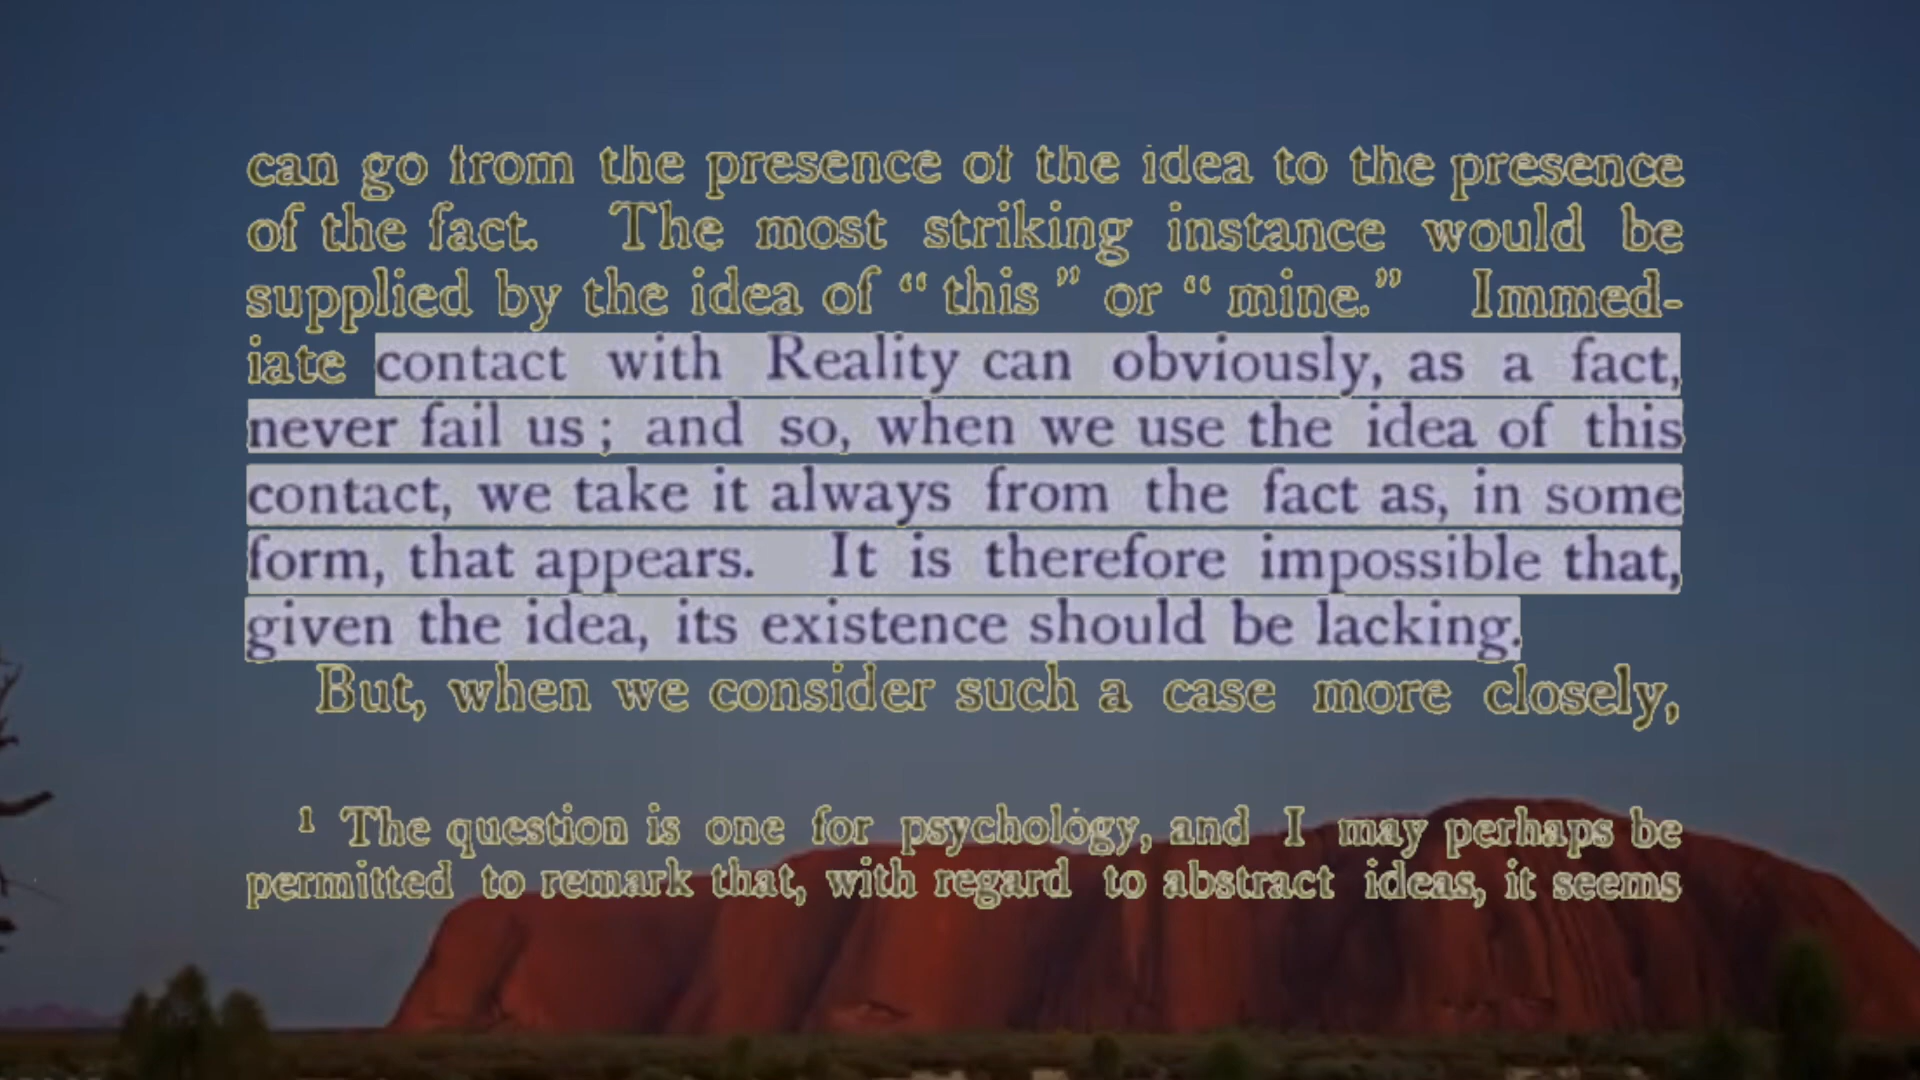 can go from the presence of the idea to the presence
of the fact. The most striking instance would be
supplied by the idea of “ this ” or “ mine.” Immed-
iate contact with Reality can obviously, as a fact,
never fail us ; and so, when we use the idea of this
contact, we take it always from the fact as, in some
form, that appears. It is therefore impossible that,
given the idea, its existence should be lacking.
But, when we consider such a case more closely,
¹ The question is one for psychology, and I may perhaps be
permitted to remark that, with regard to abstract ideas, it seems